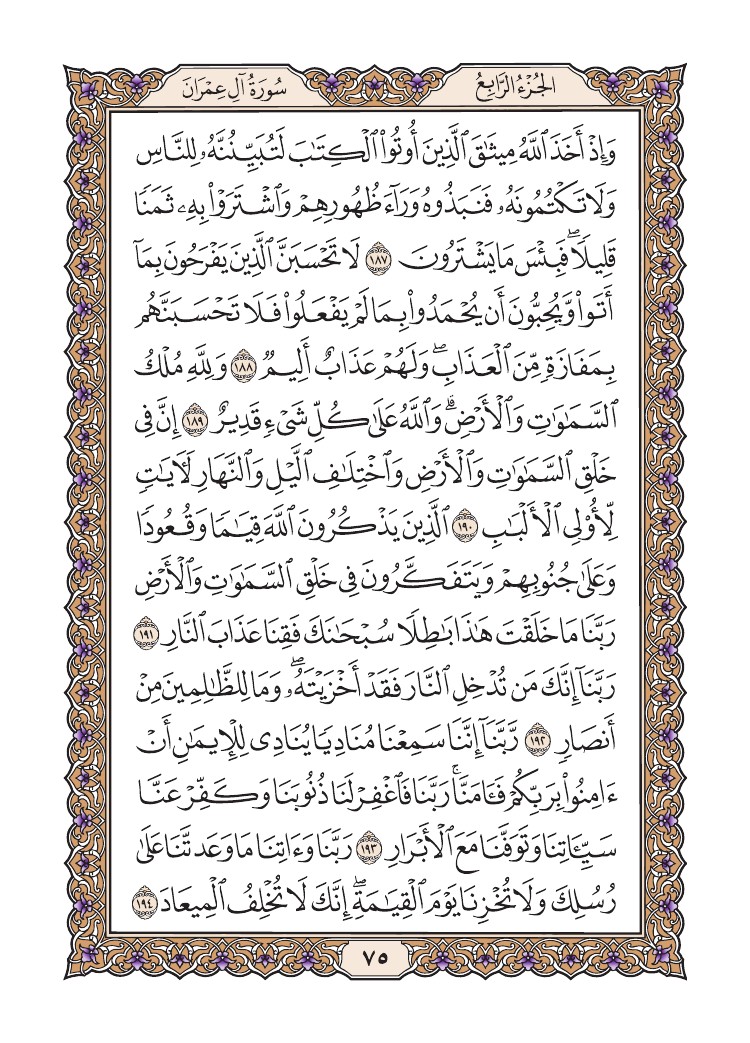 الجُزْءُ الرَّابِعُ
سُورَةُ آلِ عِمْرَانَ
وَإِذْ أَخَذَ ٱللَّهُ مِيثَٰقَ ٱلَّذِينَ أُوتُوا۟ ٱلْكِتَٰبَ لَتُبَيِّنُنَّهُۥ لِلنَّاسِ
وَلَا تَكْتُمُونَهُۥ فَنَبَذُوهُ وَرَآءَ ظُهُورِهِمْ وَٱشْتَرَوْا۟ بِهِۦ ثَمَنًا
قَلِيلًا ۖ فَبِئْسَ مَا يَشْتَرُونَ ١٨٧ لَا تَحْسَبَنَّ ٱلَّذِينَ يَفْرَحُونَ بِمَآ
أَتَوا۟ وَّيُحِبُّونَ أَن يُحْمَدُوا۟ بِمَا لَمْ يَفْعَلُوا۟ فَلَا تَحْسَبَنَّهُم
بِمَفَازَةٍ مِّنَ ٱلْعَذَابِ ۖ وَلَهُمْ عَذَابٌ أَلِيمٌ ١٨٨ وَلِلَّهِ مُلْكُ
ٱلسَّمَٰوَٰتِ وَٱلْأَرْضِ ۗ وَٱللَّهُ عَلَىٰ كُلِّ شَىْءٍ قَدِيرٌ ١٨٩ إِنَّ فِى
خَلْقِ ٱلسَّمَٰوَٰتِ وَٱلْأَرْضِ وَٱخْتِلَٰفِ ٱلَّيْلِ وَٱلنَّهَارِ لَءَايَٰتٍ
لِّأُو۟لِى ٱلْأَلْبَٰبِ ١٩٠ ٱلَّذِينَ يَذْكُرُونَ ٱللَّهَ قِيَٰمًا وَقُعُودًا
وَعَلَىٰ جُنُوبِهِمْ وَيَتَفَكَّرُونَ فِى خَلْقِ ٱلسَّمَٰوَٰتِ وَٱلْأَرْضِ
رَبَّنَا مَا خَلَقْتَ هَٰذَا بَٰطِلًا سُبْحَٰنَكَ فَقِنَا عَذَابَ ٱلنَّارِ ١٩١
رَبَّنَآ إِنَّكَ مَن تُدْخِلِ ٱلنَّارَ فَقَدْ أَخْزَيْتَهُۥ ۖ وَمَا لِلظَّٰلِمِينَ مِنْ
أَنصَارٍ ١٩٢ رَّبَّنَآ إِنَّنَا سَمِعْنَا مُنَادِيًا يُنَادِى لِلْإِيمَٰنِ أَنْ
ءَامِنُوا۟ بِرَبِّكُمْ فَـَٔامَنَّا ۚ رَبَّنَا فَٱغْفِرْ لَنَا ذُنُوبَنَا وَكَفِّرْ عَنَّا
سَيِّـَٔاتِنَا وَتَوَفَّنَا مَعَ ٱلْأَبْرَارِ ١٩٣ رَبَّنَا وَءَاتِنَا مَا وَعَدتَّنَا عَلَىٰ
رُسُلِكَ وَلَا تُخْزِنَا يَوْمَ ٱلْقِيَٰمَةِ ۗ إِنَّكَ لَا تُخْلِفُ ٱلْمِيعَادَ ١٩٤
٧٥